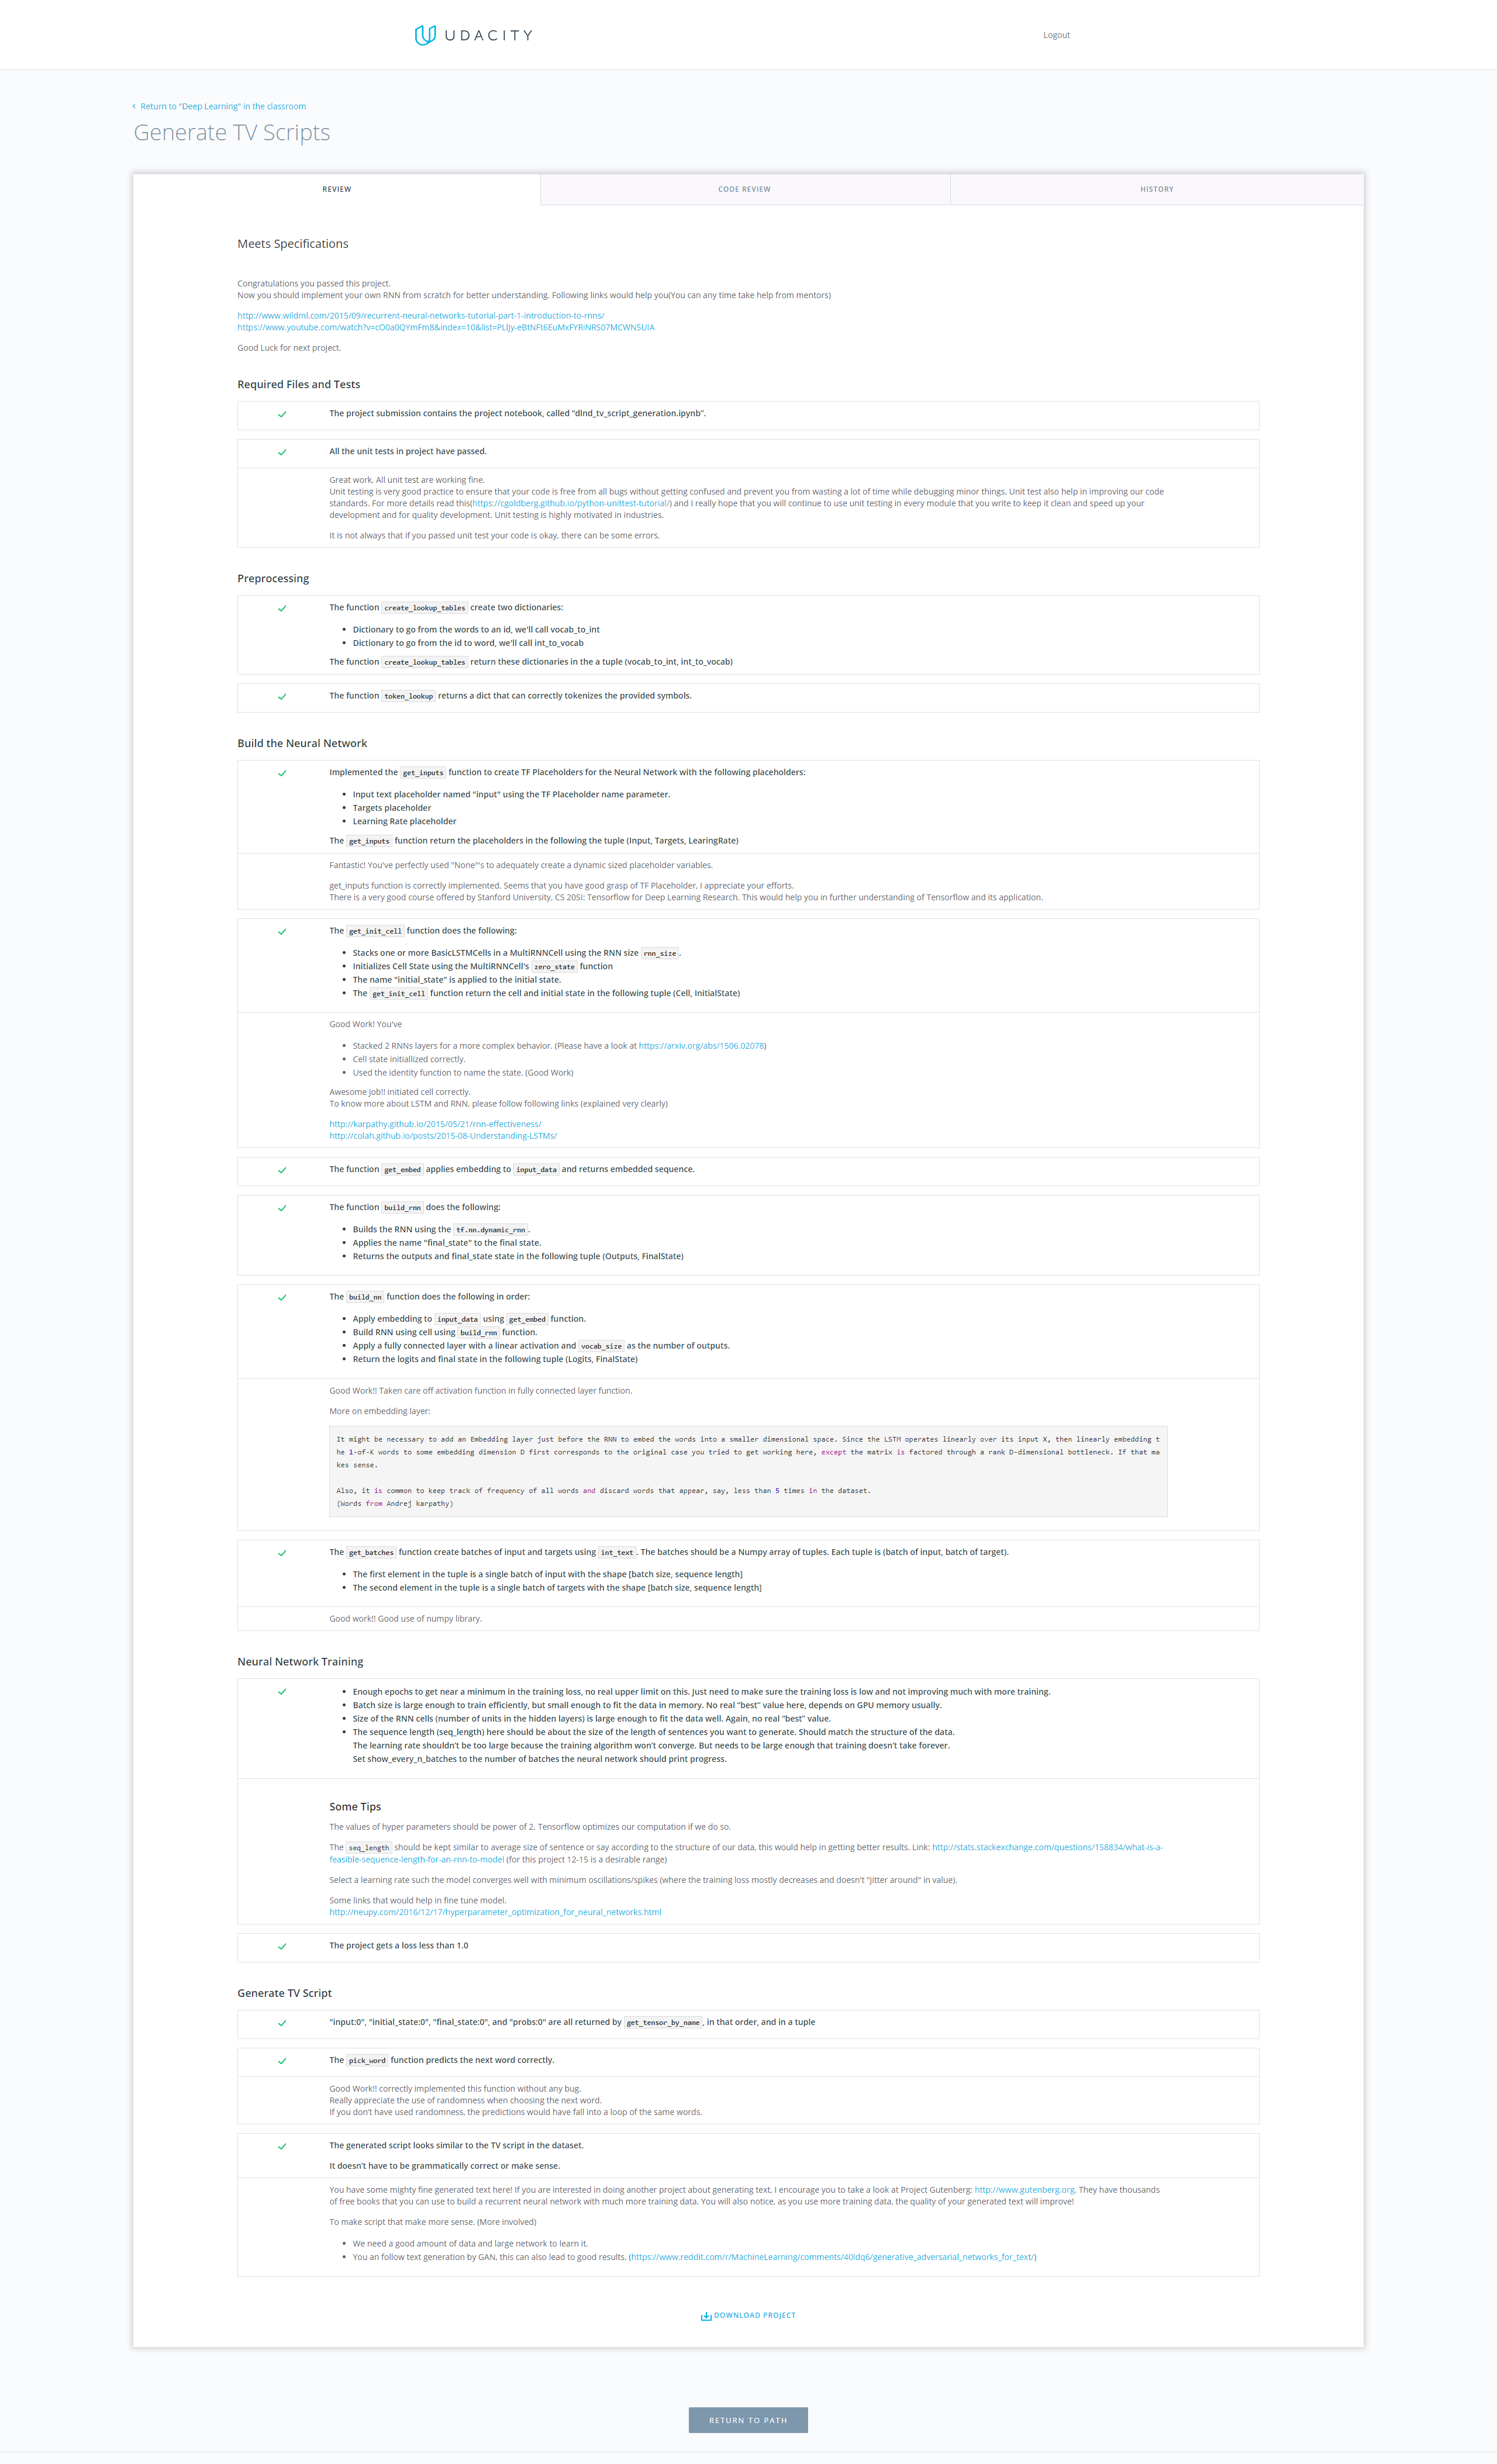 UDACITY
Logout
Return to "Deep Learning" in the classroom
Generate TV Scripts
REVIEW
CODE REVIEW
HISTORY
Meets Specifications
Congratulations you passed this project.
Now you should implement your own RNN from scratch for better understanding. Following links would help you(You can any time take help from mentors)
http://www.wildml.com/2015/09/recurrent-neural-networks-tutorial-part-1-introduction-to-rnns/
https://www.youtube.com/watch?v=cO0a0QYmFm8&index=10&list=PLlJy-eBtNFt6EuMxFYRiNRS07MCWN5UIA
Good Luck for next project.
Required Files and Tests
The project submission contains the project notebook, called “dlnd_tv_script_generation.ipynb”.
All the unit tests in project have passed.
Great work, All unit test are working fine.
Unit testing is very good practice to ensure that your code is free from all bugs without getting confused and prevent you from wasting a lot of time while debugging minor things. Unit test also help in improving our code
standards. For more details read this(https://cgoldberg.github.io/python-unittest-tutorial/) and I really hope that you will continue to use unit testing in every module that you write to keep it clean and speed up your
development and for quality development. Unit testing is highly motivated in industries.
It is not always that if you passed unit test your code is okay, there can be some errors.
Preprocessing
The function create_lookup_tables create two dictionaries:
• Dictionary to go from the words to an id, we'll call vocab_to_int
• Dictionary to go from the id to word, we'll call int_to_vocab
The function create_lookup_tables return these dictionaries in the a tuple (vocab_to_int, int_to_vocab)
The function token_lookup returns a dict that can correctly tokenizes the provided symbols.
Build the Neural Network
Implemented the get_inputs function to create TF Placeholders for the Neural Network with the following placeholders:
• Input text placeholder named "input" using the TF Placeholder name parameter.
• Targets placeholder
• Learning Rate placeholder
The get_inputs function return the placeholders in the following the tuple (Input, Targets, LearingRate)
Fantastic! You've perfectly used "None"'s to adequately create a dynamic sized placeholder variables.
get_inputs function is correctly implemented. Seems that you have good grasp of TF Placeholder, I appreciate your efforts.
There is a very good course offered by Stanford University, CS 20SI: Tensorflow for Deep Learning Research. This would help you in further understanding of Tensorflow and its application.
The get_init_cell function does the following:
• Stacks one or more BasicLSTMCells in a MultiRNNCell using the RNN size rnn_size.
• Initializes Cell State using the MultiRNNCell's zero_state function
• The name "initial_state" is applied to the initial state.
• The get_init_cell function return the cell and initial state in the following tuple (Cell, InitialState)
Good Work! You've
• Stacked 2 RNNs layers for a more complex behavior. (Please have a look at https://arxiv.org/abs/1506.02078)
• Cell state initiallized correctly.
• Used the identity function to name the state. (Good Work)
Awesome Job!! initiated cell correctly.
To know more about LSTM and RNN, please follow following links (explained very clearly)
http://karpathy.github.io/2015/05/21/rnn-effectiveness/
http://colah.github.io/posts/2015-08-Understanding-LSTMs/
The function get_embed applies embedding to input_data and returns embedded sequence.
The function build_rnn does the following:
• Builds the RNN using the tf.nn.dynamic_rnn.
• Applies the name "final_state" to the final state.
• Returns the outputs and final_state state in the following tuple (Outputs, FinalState)
The build_nn function does the following in order:
• Apply embedding to input_data using get_embed function.
• Build RNN using cell using build_rnn function.
• Apply a fully connected layer with a linear activation and vocab_size as the number of outputs.
• Return the logits and final state in the following tuple (Logits, FinalState)
Good Work!! Taken care off activation function in fully connected layer function.
More on embedding layer:
It might be necessary to add an Embedding layer just before the RNN to embed the words into a smaller dimensional space. Since the LSTM operates linearly over its input X, then linearly embedding t
he 1-of-K words to some embedding dimension D first corresponds to the original case you tried to get working here, except the matrix is factored through a rank D-dimensional bottleneck. If that ma
kes sense.
Also, it is common to keep track of frequency of all words and discard words that appear, say, less than 5 times in the dataset.
(Words from Andrej karpathy)
The get_batches function create batches of input and targets using int_text. The batches should be a Numpy array of tuples. Each tuple is (batch of input, batch of target).
• The first element in the tuple is a single batch of input with the shape [batch size, sequence length]
• The second element in the tuple is a single batch of targets with the shape [batch size, sequence length]
Good work!! Good use of numpy library.
Neural Network Training
• Enough epochs to get near a minimum in the training loss, no real upper limit on this. Just need to make sure the training loss is low and not improving much with more training.
• Batch size is large enough to train efficiently, but small enough to fit the data in memory. No real “best” value here, depends on GPU memory usually.
• Size of the RNN cells (number of units in the hidden layers) is large enough to fit the data well. Again, no real “best” value.
• The sequence length (seq_length) here should be about the size of the length of sentences you want to generate. Should match the structure of the data.
The learning rate shouldn’t be too large because the training algorithm won’t converge. But needs to be large enough that training doesn’t take forever.
Set show_every_n_batches to the number of batches the neural network should print progress.
Some Tips
The values of hyper parameters should be power of 2. Tensorflow optimizes our computation if we do so.
The seq_length should be kept similar to average size of sentence or say according to the structure of our data, this would help in getting better results. Link: http://stats.stackexchange.com/questions/158834/what-is-a-
feasible-sequence-length-for-an-rnn-to-model (for this project 12-15 is a desirable range)
Select a learning rate such the model converges well with minimum oscillations/spikes (where the training loss mostly decreases and doesn't "jitter around" in value).
Some links that would help in fine tune model.
http://neupy.com/2016/12/17/hyperparameter_optimization_for_neural_networks.html
The project gets a loss less than 1.0
Generate TV Script
"input:0", "initial_state:0", "final_state:0", and "probs:0" are all returned by get_tensor_by_name, in that order, and in a tuple
The pick_word function predicts the next word correctly.
Good Work!! correctly implemented this function without any bug.
Really appreciate the use of randomness when choosing the next word.
If you don't have used randomness, the predictions would have fall into a loop of the same words.
The generated script looks similar to the TV script in the dataset.
It doesn’t have to be grammatically correct or make sense.
You have some mighty fine generated text here! If you are interested in doing another project about generating text, I encourage you to take a look at Project Gutenberg: http://www.gutenberg.org. They have thousands
of free books that you can use to build a recurrent neural network with much more training data. You will also notice, as you use more training data, the quality of your generated text will improve!
To make script that make more sense. (More involved)
• We need a good amount of data and large network to learn it.
• You an follow text generation by GAN, this can also lead to good results. (https://www.reddit.com/r/MachineLearning/comments/40ldq6/generative_adversarial_networks_for_text/)
DOWNLOAD PROJECT
RETURN TO PATH